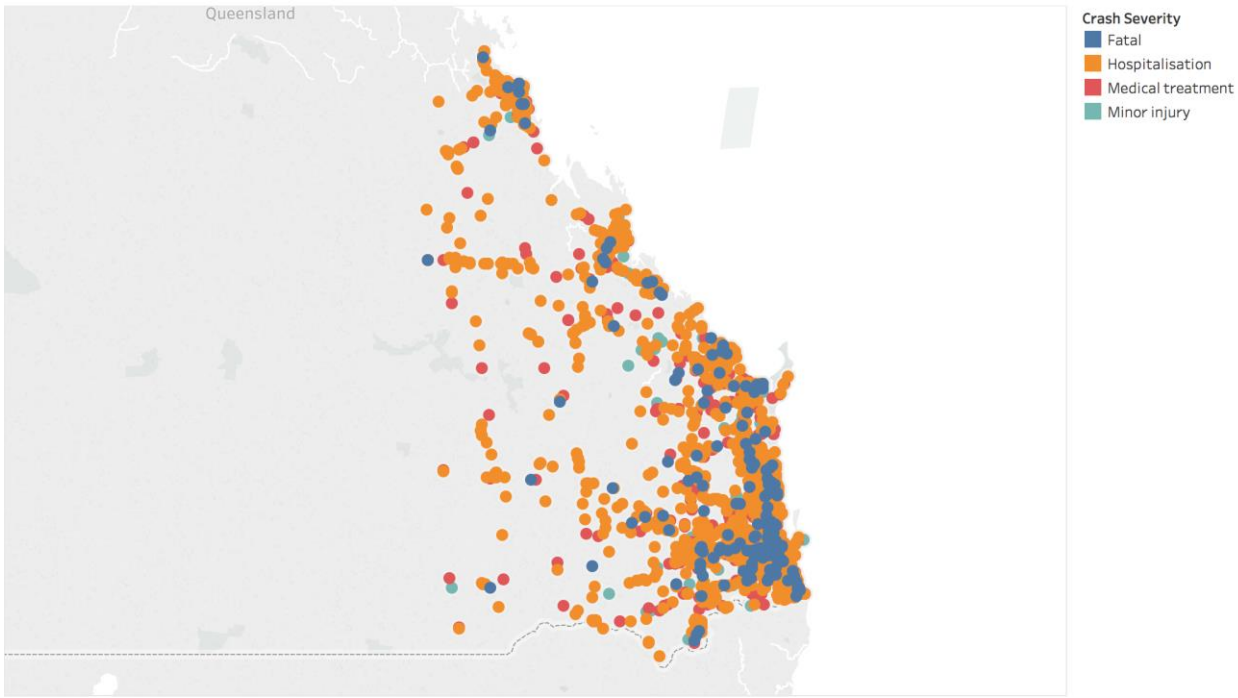 Queensland
Crash Severity
Fatal
Hospitalisation
Medical treatment
Minor injury